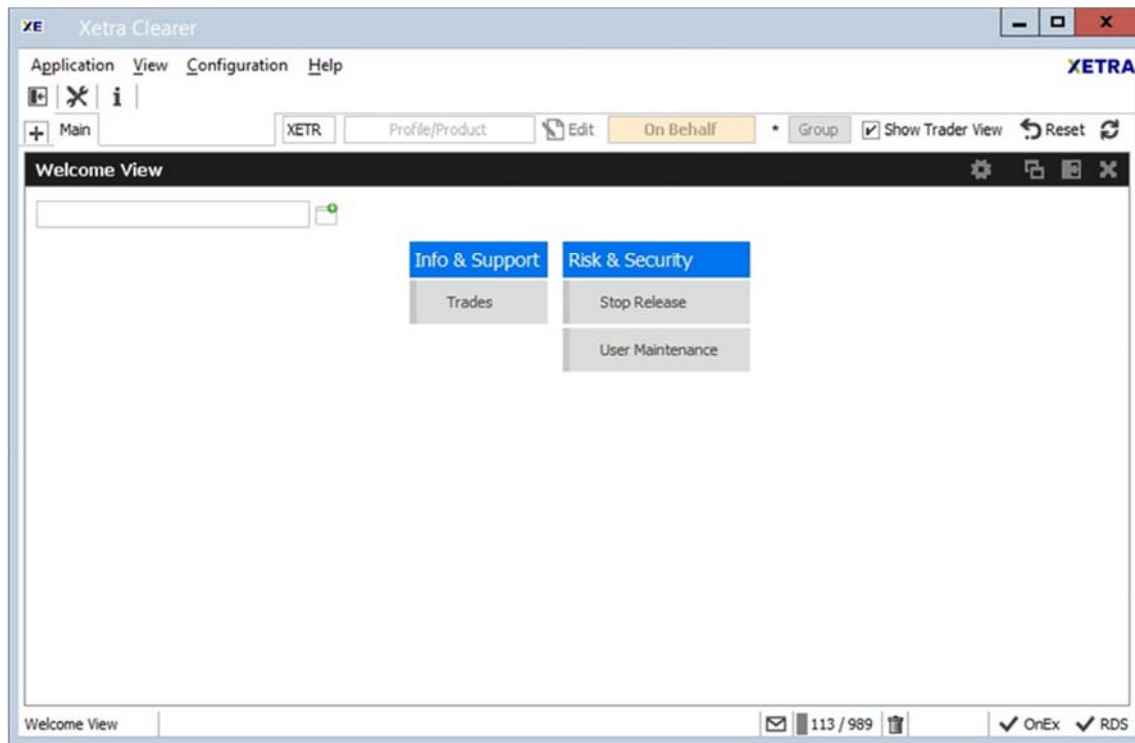 XE Xetra Clearer
Application View Configuration Help XETRA
i
+ Main XETR Profile/Product Edit On Behalf * Group Show Trader View Reset
Welcome View
Info & Support Risk & Security
Trades Stop Release
User Maintenance
Welcome View 113 / 989 OnEx RDS